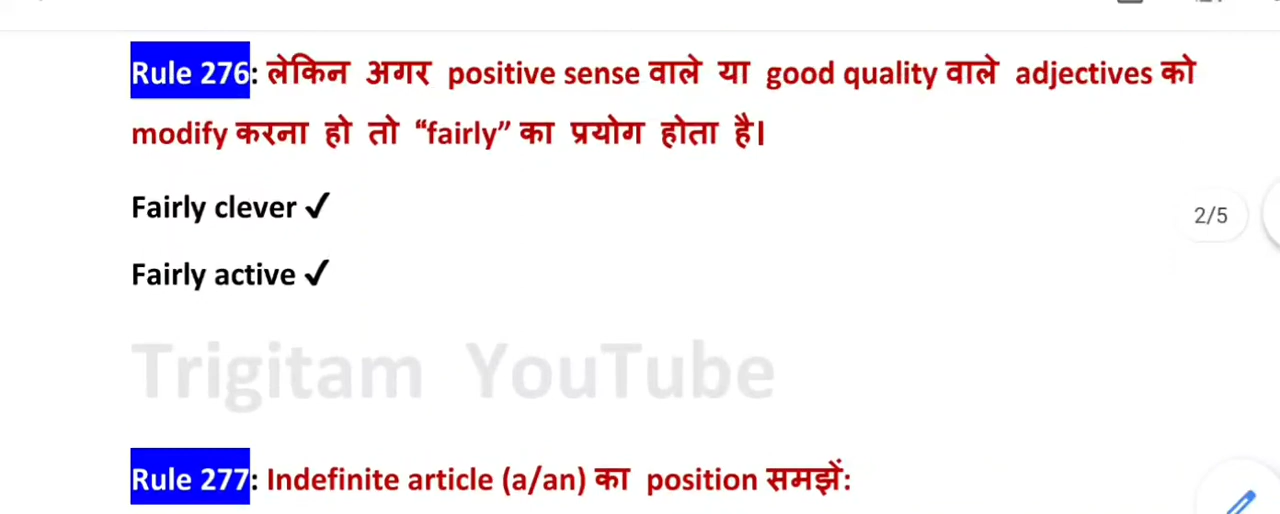 Rule 276: लेकिन अगर positive sense वाले या good quality वाले adjectives को
modify करना हो तो “fairly” का प्रयोग होता है।
Fairly clever ✓
2/5
Fairly active ✓
Trigitam YouTube
Rule 277: Indefinite article (a/an) का position समझें: